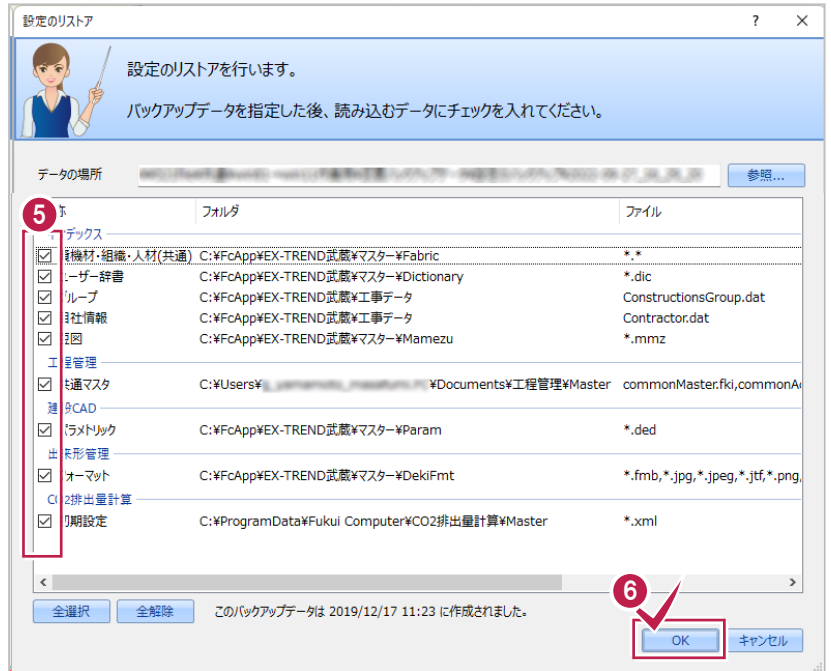 設定のリストア ? ×
設定のリストアを行います。
バックアップデータを指定した後、読み込むデータにチェックを入れてください。
データの場所 参照...
5 フォルダ ファイル
デックス
機材・組織・人材(共通) C:¥FcApp¥EX-TREND武蔵¥マスター¥Fabric *.*
ーザー辞書 C:¥FcApp¥EX-TREND武蔵¥マスター¥Dictionary *.dic
ループ C:¥FcApp¥EX-TREND武蔵¥工事データ ConstructionsGroup.dat
社情報 C:¥FcApp¥EX-TREND武蔵¥工事データ Contractor.dat
図 C:¥FcApp¥EX-TREND武蔵¥マスター¥Mamezu *.mmz
工程管理
共通マスタ C:¥Users¥ ¥Documents¥工程管理¥Master commonMaster.fki,commonAc
建設CAD
パラメトリック C:¥FcApp¥EX-TREND武蔵¥マスター¥Param *.ded
出来形管理
フォーマット C:¥FcApp¥EX-TREND武蔵¥マスター¥DekiFmt *.fmb,*.jpg,*.jpeg,*.jtf,*.png,
CO2排出量計算
初期設定 C:¥ProgramData¥Fukui Computer¥CO2排出量計算¥Master *.xml
全選択 全解除 このバックアップデータは 2019/12/17 11:23 に作成されました。
6
OK キャンセル